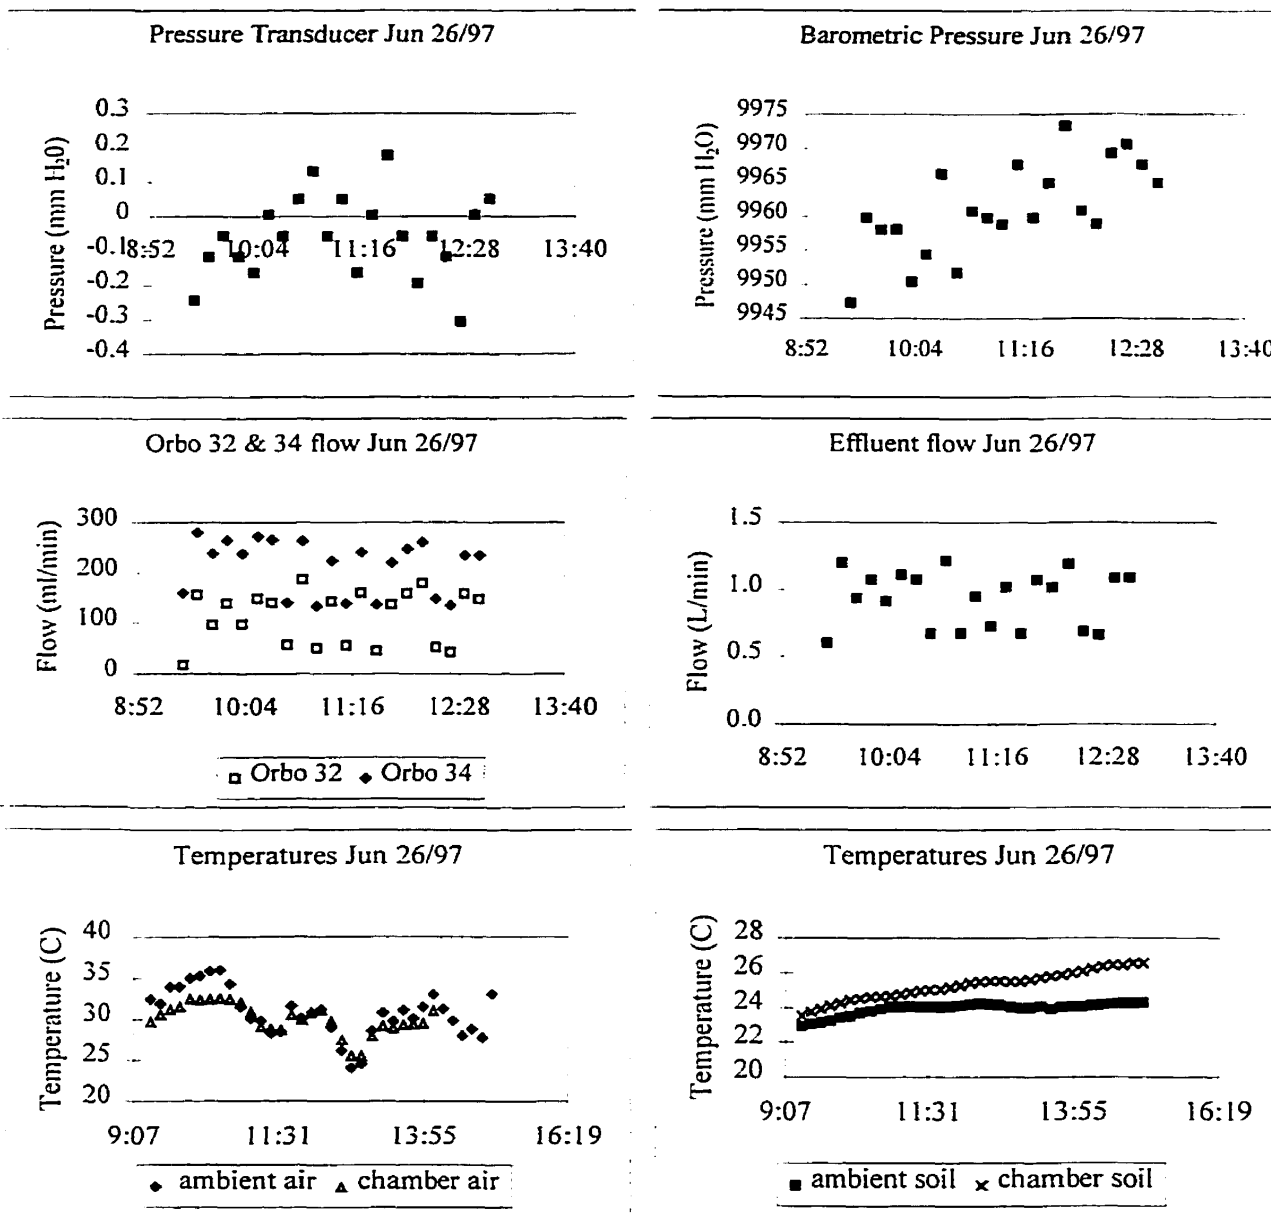 Pressure Transducer Jun 26/97
Pressure (mm H₂0)
0.3
0.2
0.1
0
-0.1
-0.2
-0.3
-0.4
8:52 10:04 11:16 12:28 13:40
Barometric Pressure Jun 26/97
Pressure (mm H₂O)
9975
9970
9965
9960
9955
9950
9945
8:52 10:04 11:16 12:28 13:40
Orbo 32 & 34 flow Jun 26/97
Flow (ml/min)
300
200
100
0
8:52 10:04 11:16 12:28 13:40
Orbo 32 Orbo 34
Effluent flow Jun 26/97
Flow (L/min)
1.5
1.0
0.5
0.0
8:52 10:04 11:16 12:28 13:40
Temperatures Jun 26/97
Temperature (C)
40
35
30
25
20
9:07 11:31 13:55 16:19
ambient air chamber air
Temperatures Jun 26/97
Temperature (C)
28
26
24
22
20
9:07 11:31 13:55 16:19
ambient soil chamber soil